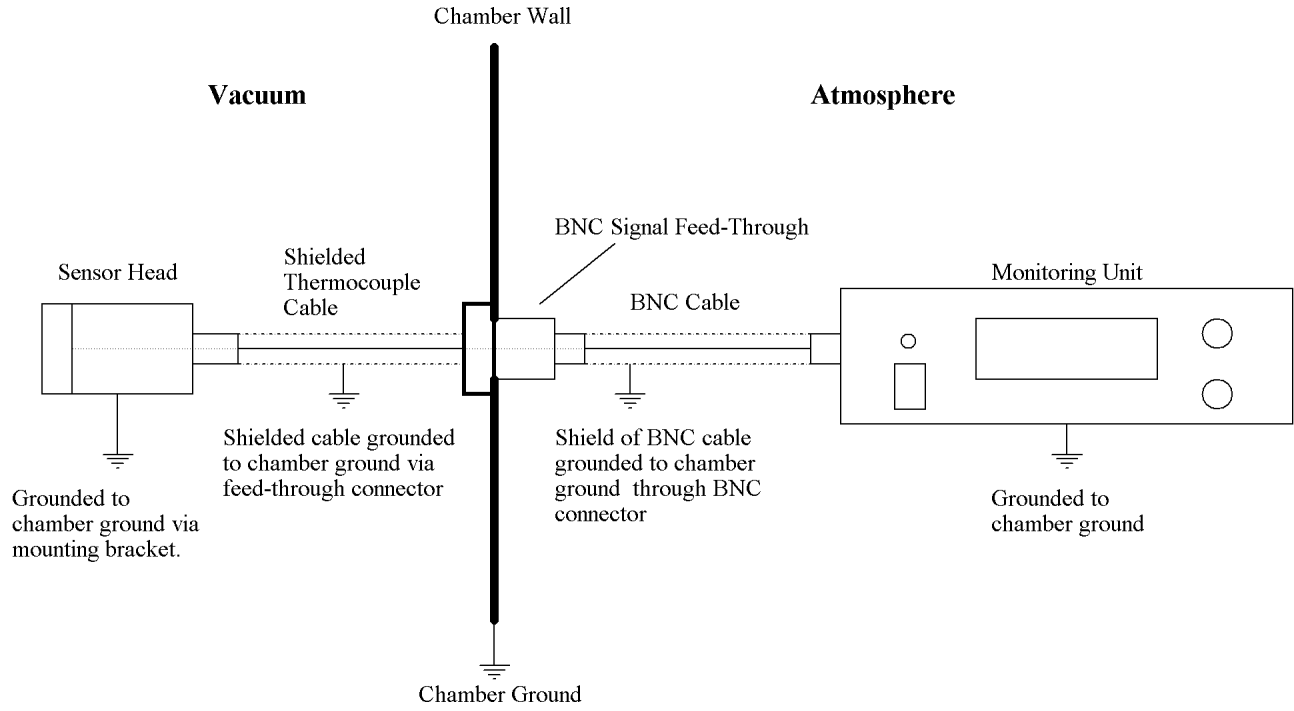 Chamber Wall
Vacuum
Atmosphere
BNC Signal Feed-Through
Sensor Head
Shielded
Thermocouple
Cable
BNC Cable
Monitoring Unit
Shielded cable grounded
to chamber ground via
feed-through connector
Shield of BNC cable
grounded to chamber
ground through BNC
connector
Grounded to
chamber ground via
mounting bracket.
Grounded to
chamber ground
Chamber Ground